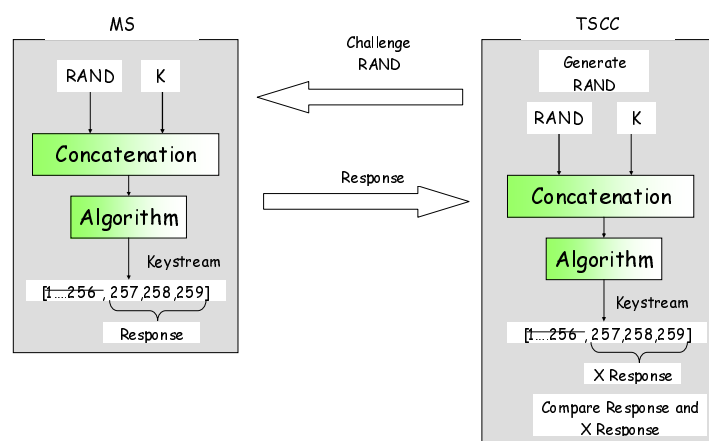 MS
RAND
K
Concatenation
Algorithm
Keystream
[1....256 , 257,258,259]
Response
Challenge
RAND
Response
TSCC
Generate
RAND
RAND
K
Concatenation
Algorithm
Keystream
[1....256 , 257,258,259]
X Response
Compare Response and
X Response